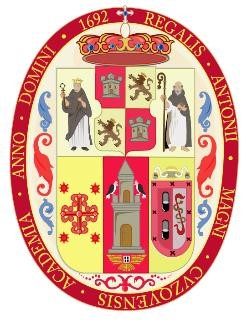 ACADEMIA ANNO DOMINI · 1692 · REGALIS ANTONII MAGNI CVZQVENSIS